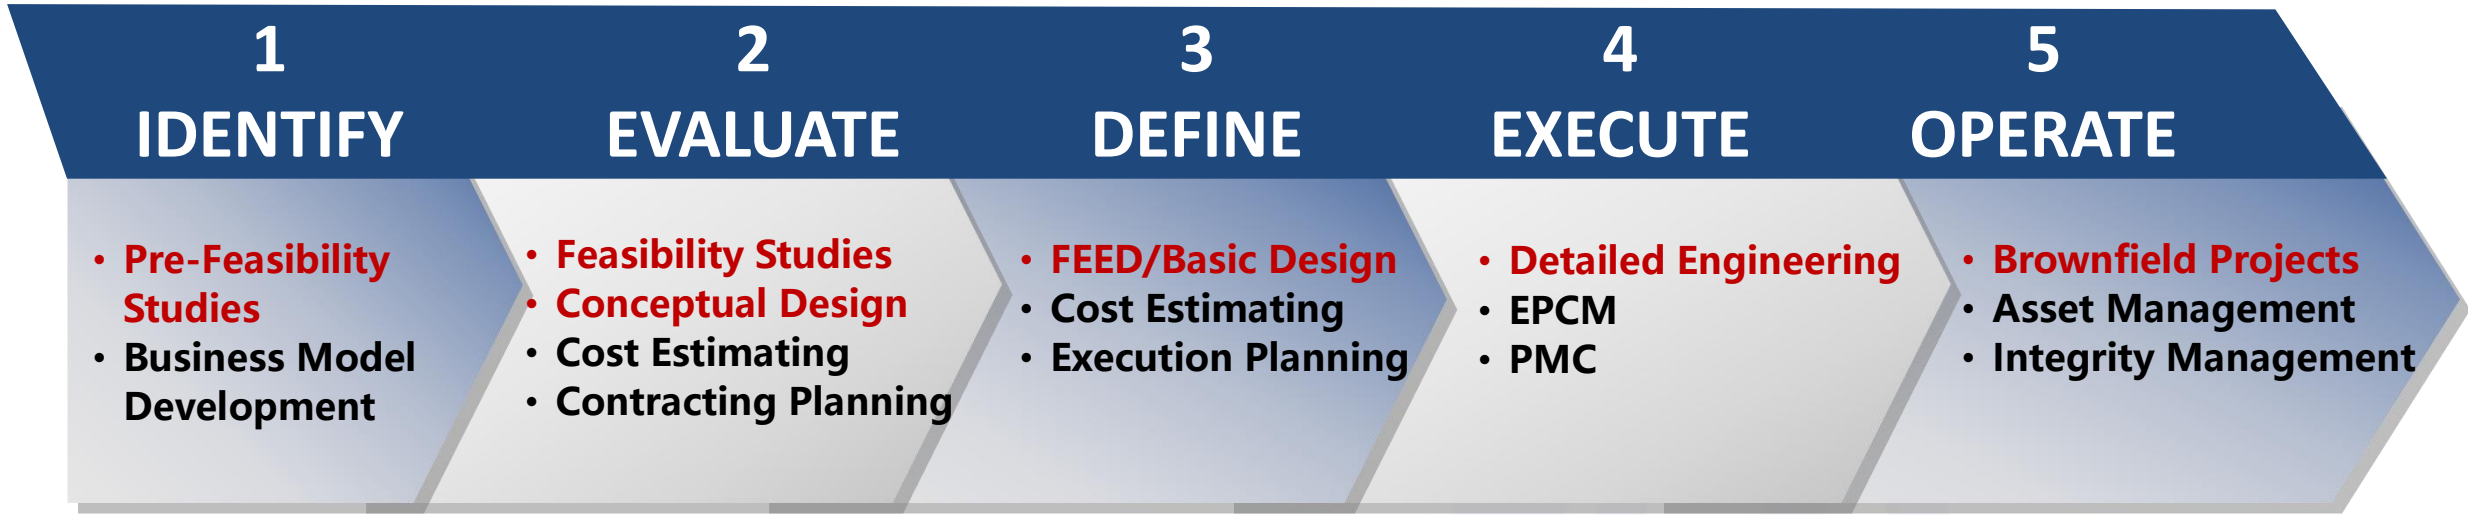 1
IDENTIFY
• Pre-Feasibility
Studies
• Business Model
Development
2
EVALUATE
• Feasibility Studies
• Conceptual Design
• Cost Estimating
• Contracting Planning
3
DEFINE
• FEED/Basic Design
• Cost Estimating
• Execution Planning
4
EXECUTE
• Detailed Engineering
• EPCM
• PMC
5
OPERATE
• Brownfield Projects
• Asset Management
• Integrity Management